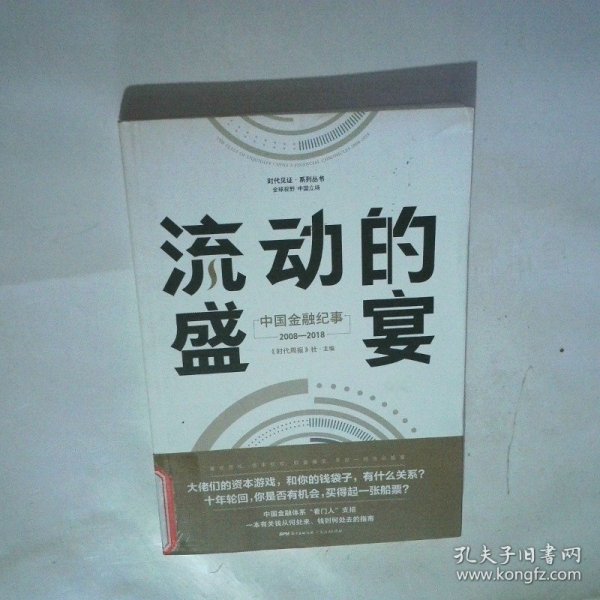 时代见证·系列丛书
全球视野 中国立场
流动的
盛宴
中国金融纪事
2008—2018
《时代周报》社 主编
大佬们的资本游戏，和你的钱袋子，有什么关系？
十年轮回，你是否有机会，买得起一张船票？
中国金融体系“看门人”支招
一本有关钱从何处来、钱到何处去的指南
孔夫子旧书网
www.kongfz.com